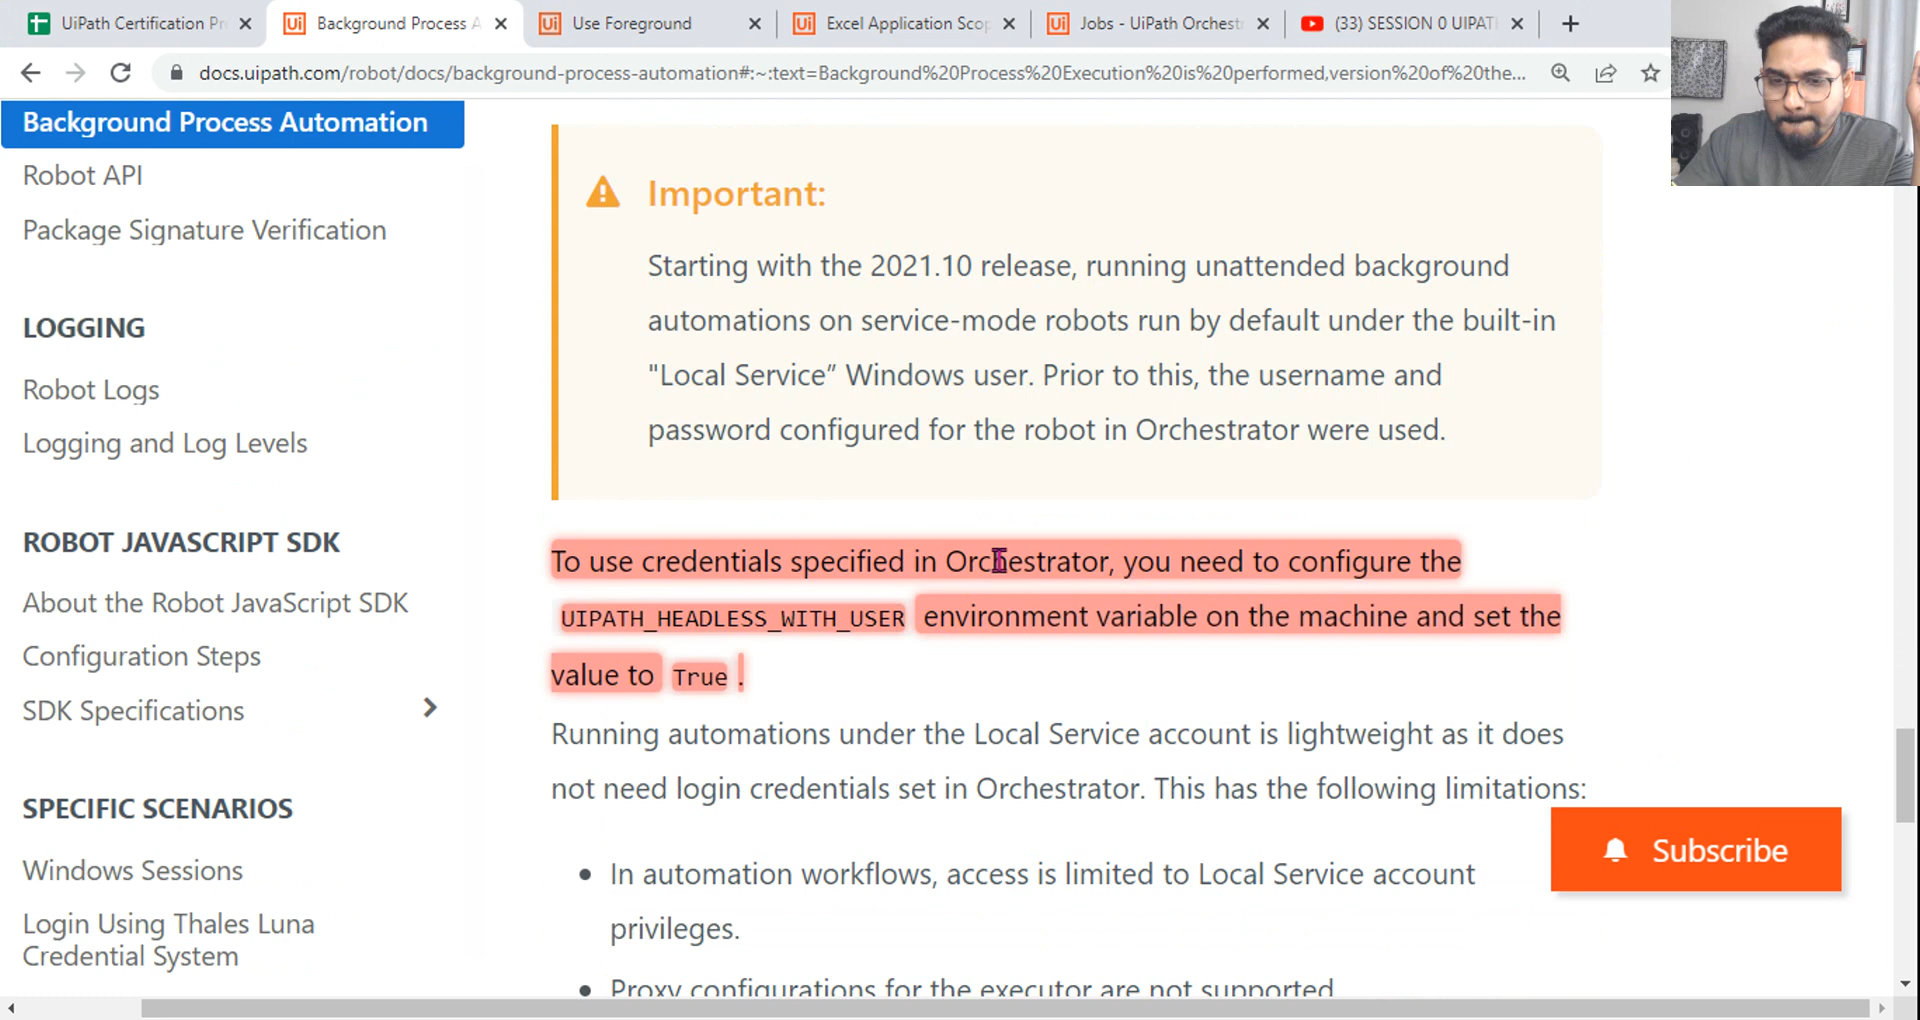 UiPath Certification Pr
Background Process A
Use Foreground
Excel Application Scop
Jobs - UiPath Orchestr
(33) SESSION 0 UIPATH
docs.uipath.com/robot/docs/background-process-automation#:~:text=Background%20Process%20Execution%20is%20performed,version%20of%20the...
Background Process Automation
Robot API
Package Signature Verification
LOGGING
Robot Logs
Logging and Log Levels
ROBOT JAVASCRIPT SDK
About the Robot JavaScript SDK
Configuration Steps
SDK Specifications
SPECIFIC SCENARIOS
Windows Sessions
Login Using Thales Luna
Credential System
Important:
Starting with the 2021.10 release, running unattended background
automations on service-mode robots run by default under the built-in
"Local Service” Windows user. Prior to this, the username and
password configured for the robot in Orchestrator were used.
To use credentials specified in Orchestrator, you need to configure the
UIPATH_HEADLESS_WITH_USER environment variable on the machine and set the
value to True .
Running automations under the Local Service account is lightweight as it does
not need login credentials set in Orchestrator. This has the following limitations:
• In automation workflows, access is limited to Local Service account
privileges.
• Proxy configurations for the executor are not supported
Subscribe